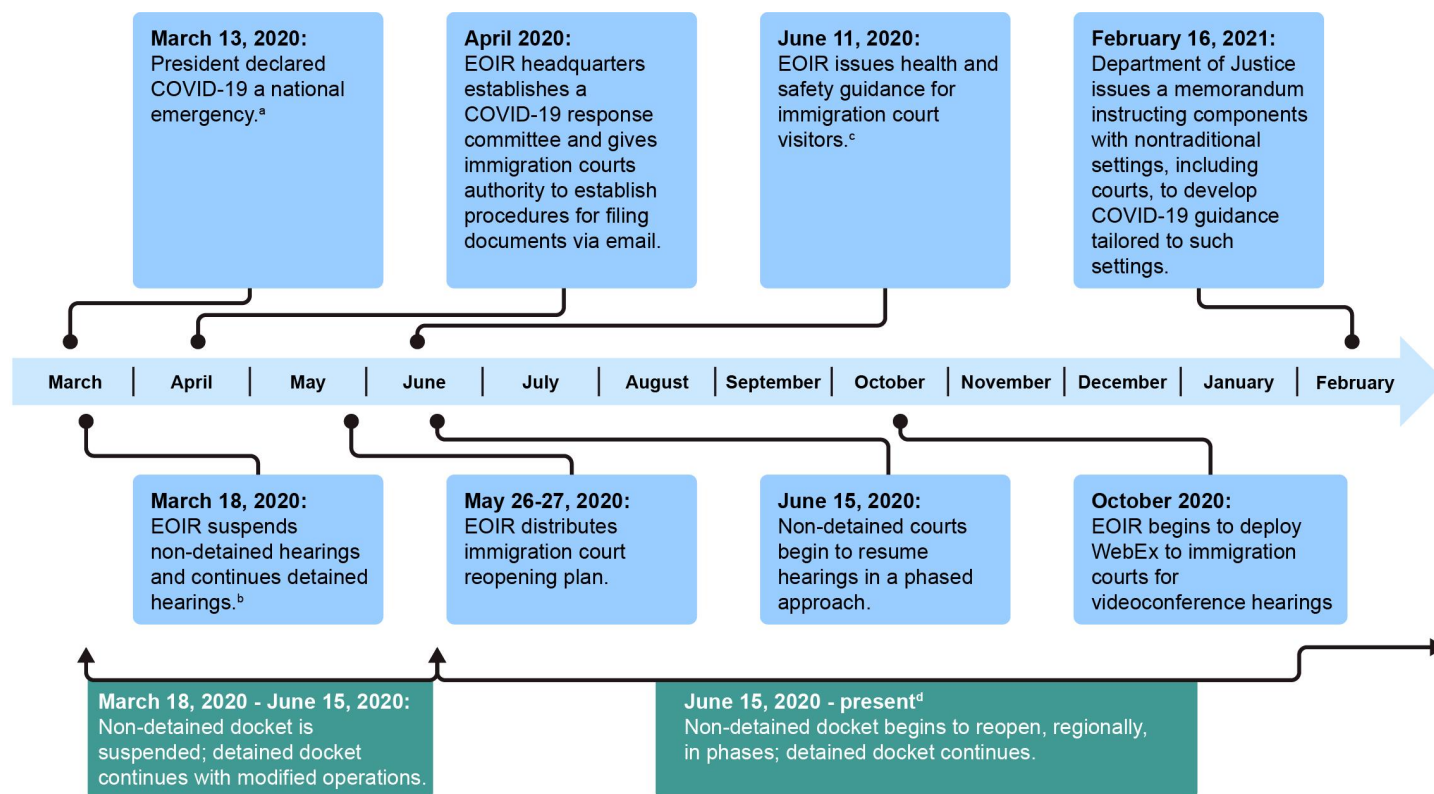 March 13, 2020:
President declared
COVID-19 a national
emergency.ᵃ
April 2020:
EOIR headquarters
establishes a
COVID-19 response
committee and gives
immigration courts
authority to establish
procedures for filing
documents via email.
June 11, 2020:
EOIR issues health and
safety guidance for
immigration court
visitors.ᶜ
February 16, 2021:
Department of Justice
issues a memorandum
instructing components
with nontraditional
settings, including
courts, to develop
COVID-19 guidance
tailored to such
settings.
March | April | May | June | July | August | September | October | November | December | January | February
March 18, 2020:
EOIR suspends
non-detained hearings
and continues detained
hearings.ᵇ
May 26-27, 2020:
EOIR distributes
immigration court
reopening plan.
June 15, 2020:
Non-detained courts
begin to resume
hearings in a phased
approach.
October 2020:
EOIR begins to deploy
WebEx to immigration
courts for
videoconference hearings
March 18, 2020 - June 15, 2020:
Non-detained docket is
suspended; detained docket
continues with modified operations.
June 15, 2020 - presentᵈ
Non-detained docket begins to reopen, regionally,
in phases; detained docket continues.